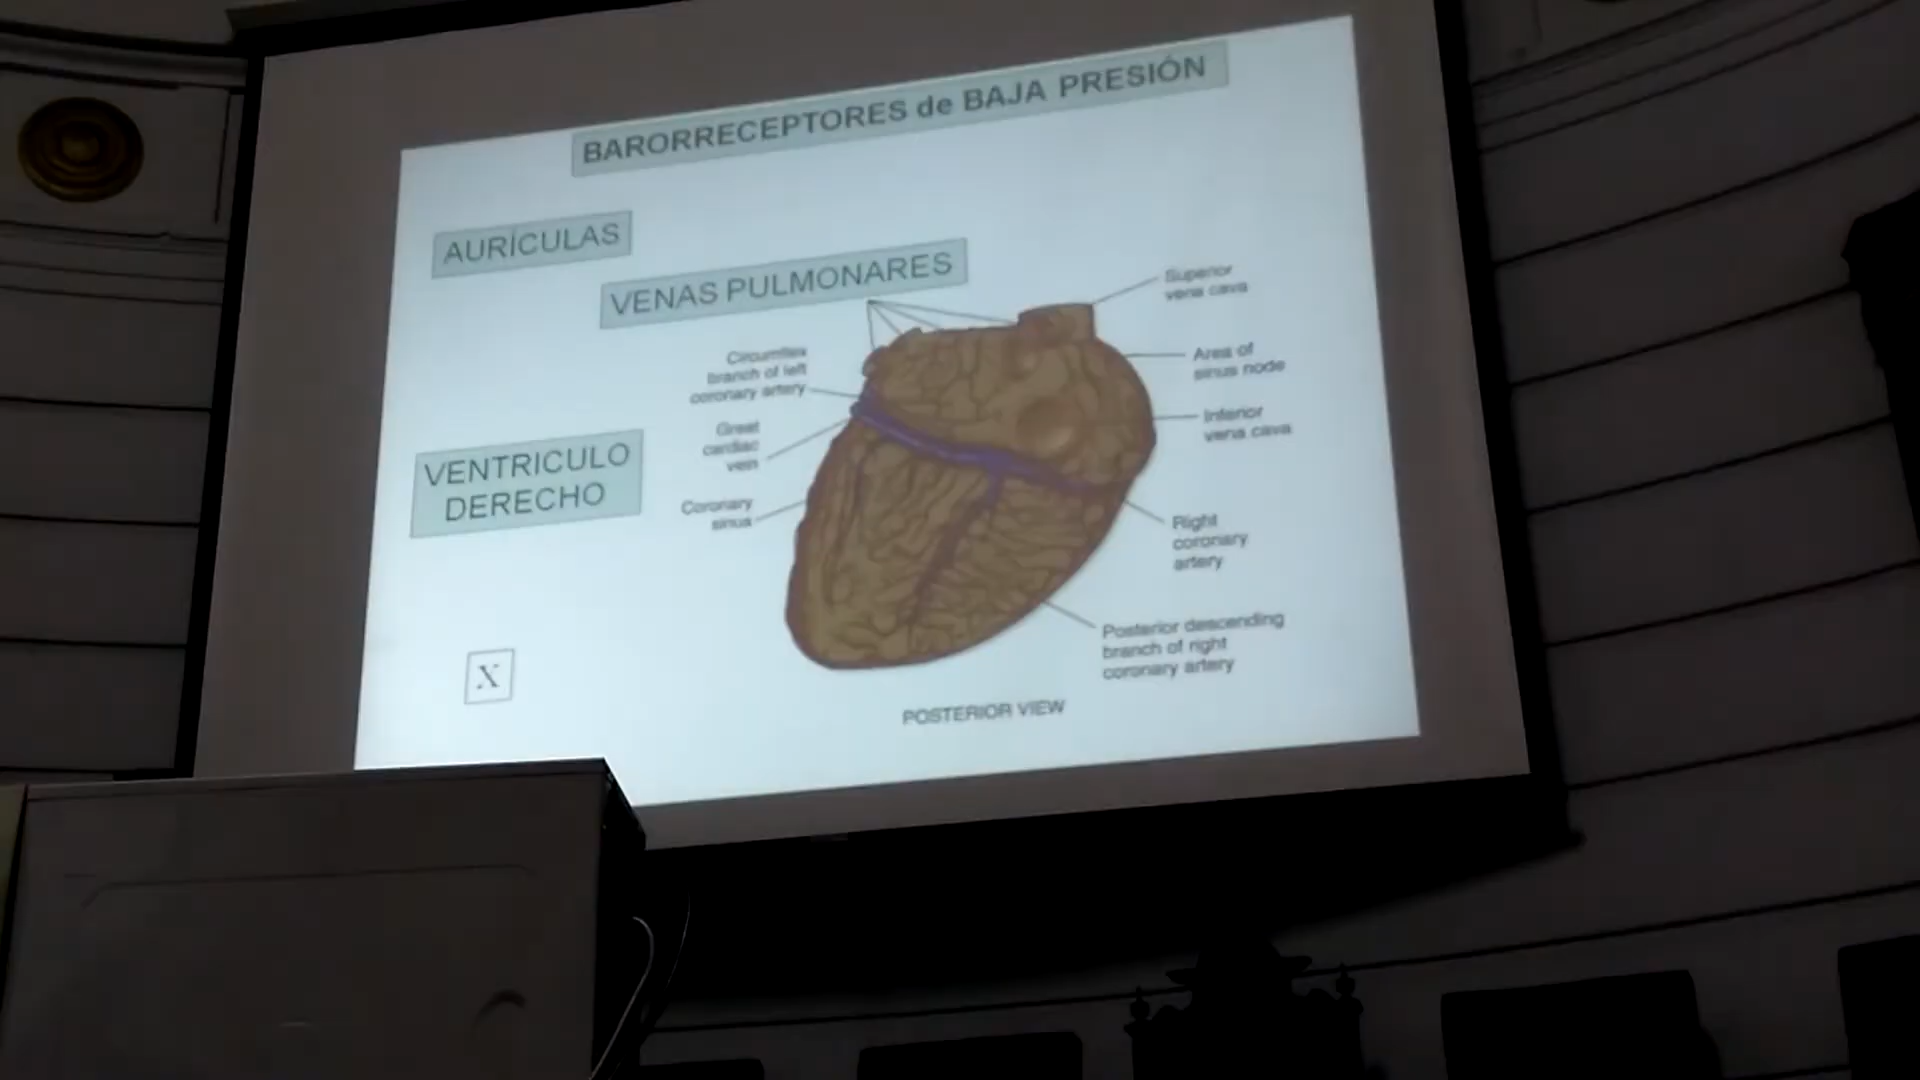 BARORRECEPTORES de BAJA PRESIÓN
AURÍCULAS
VENAS PULMONARES
Superior
vena cava
Circumflex
branch of left
coronary artery
Area of
sinus node
Great
cardiac
vein
Inferior
vena cava
VENTRICULO
DERECHO
Coronary
sinus
Right
coronary
artery
Posterior descending
branch of right
coronary artery
X
POSTERIOR VIEW